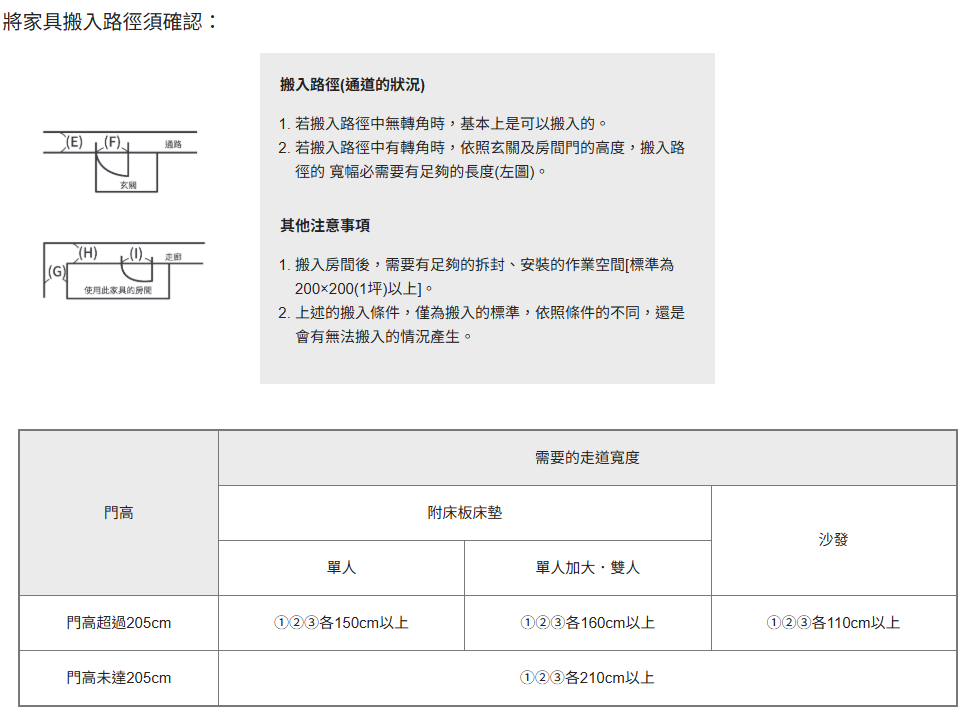 將家具搬入路徑須確認：
搬入路徑(通道的狀況)
1. 若搬入路徑中無轉角時，基本上是可以搬入的。
2. 若搬入路徑中有轉角時，依照玄關及房間門的高度，搬入路
徑的 寬幅必需要有足夠的長度(左圖)。
其他注意事項
1. 搬入房間後，需要有足夠的拆封、安裝的作業空間[標準為
200×200(1坪)以上]。
2. 上述的搬入條件，僅為搬入的標準，依照條件的不同，還是
會有無法搬入的情況產生。
(E) (F) 通路
玄關
(H) (I) 走廊
(G)
使用此家具的房間
門高 需要的走道寬度
附床板床墊 沙發
單人 單人加大．雙人
門高超過205cm ①②③各150cm以上 ①②③各160cm以上 ①②③各110cm以上
門高未達205cm ①②③各210cm以上